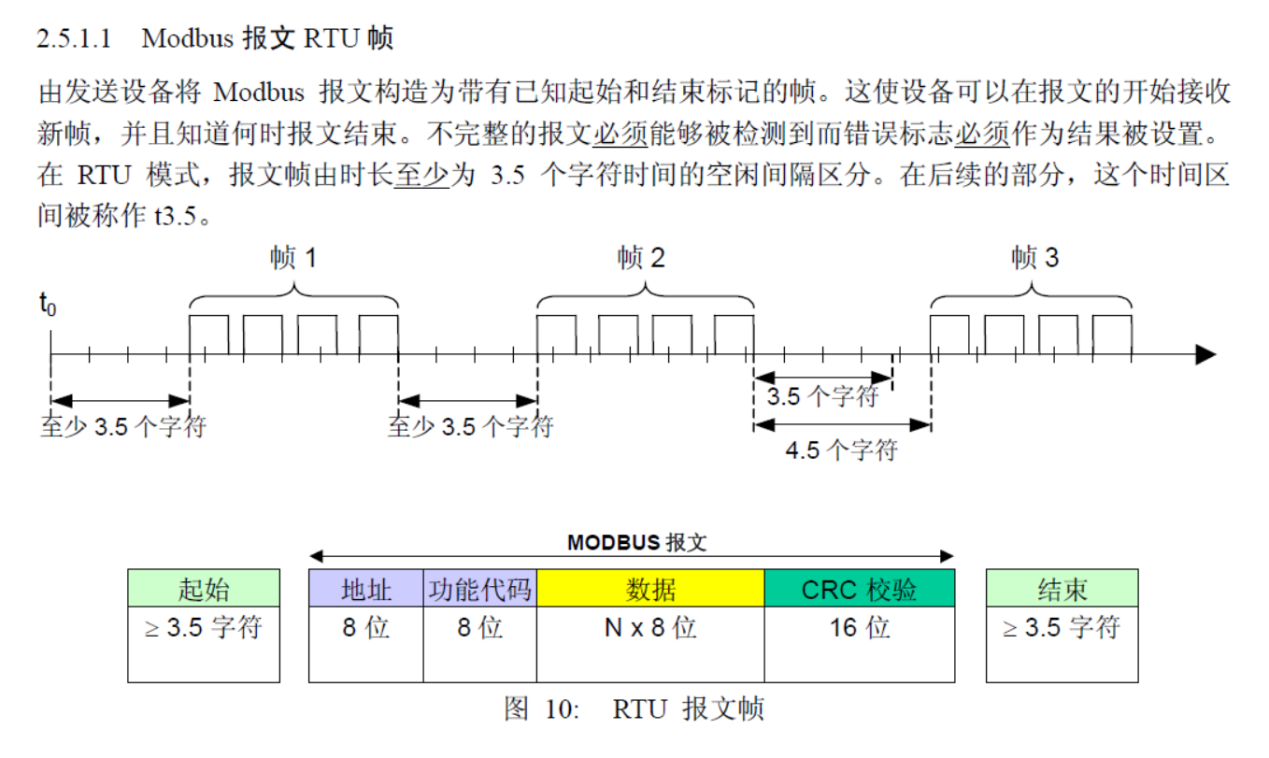 2.5.1.1 Modbus 报文 RTU 帧
由发送设备将 Modbus 报文构造为带有已知起始和结束标记的帧。这使设备可以在报文的开始接收
新帧，并且知道何时报文结束。不完整的报文必须能够被检测到而错误标志必须作为结果被设置。
在 RTU 模式，报文帧由时长至少为 3.5 个字符时间的空闲间隔区分。在后续的部分，这个时间区
间被称作 t3.5。
帧 1 帧 2 帧 3
t0
3.5 个字符
至少 3.5 个字符 至少 3.5 个字符
4.5 个字符
MODBUS 报文
起始 地址 功能代码 数据 CRC 校验 结束
≥ 3.5 字符 8 位 8 位 N x 8 位 16 位 ≥ 3.5 字符
图 10: RTU 报文帧